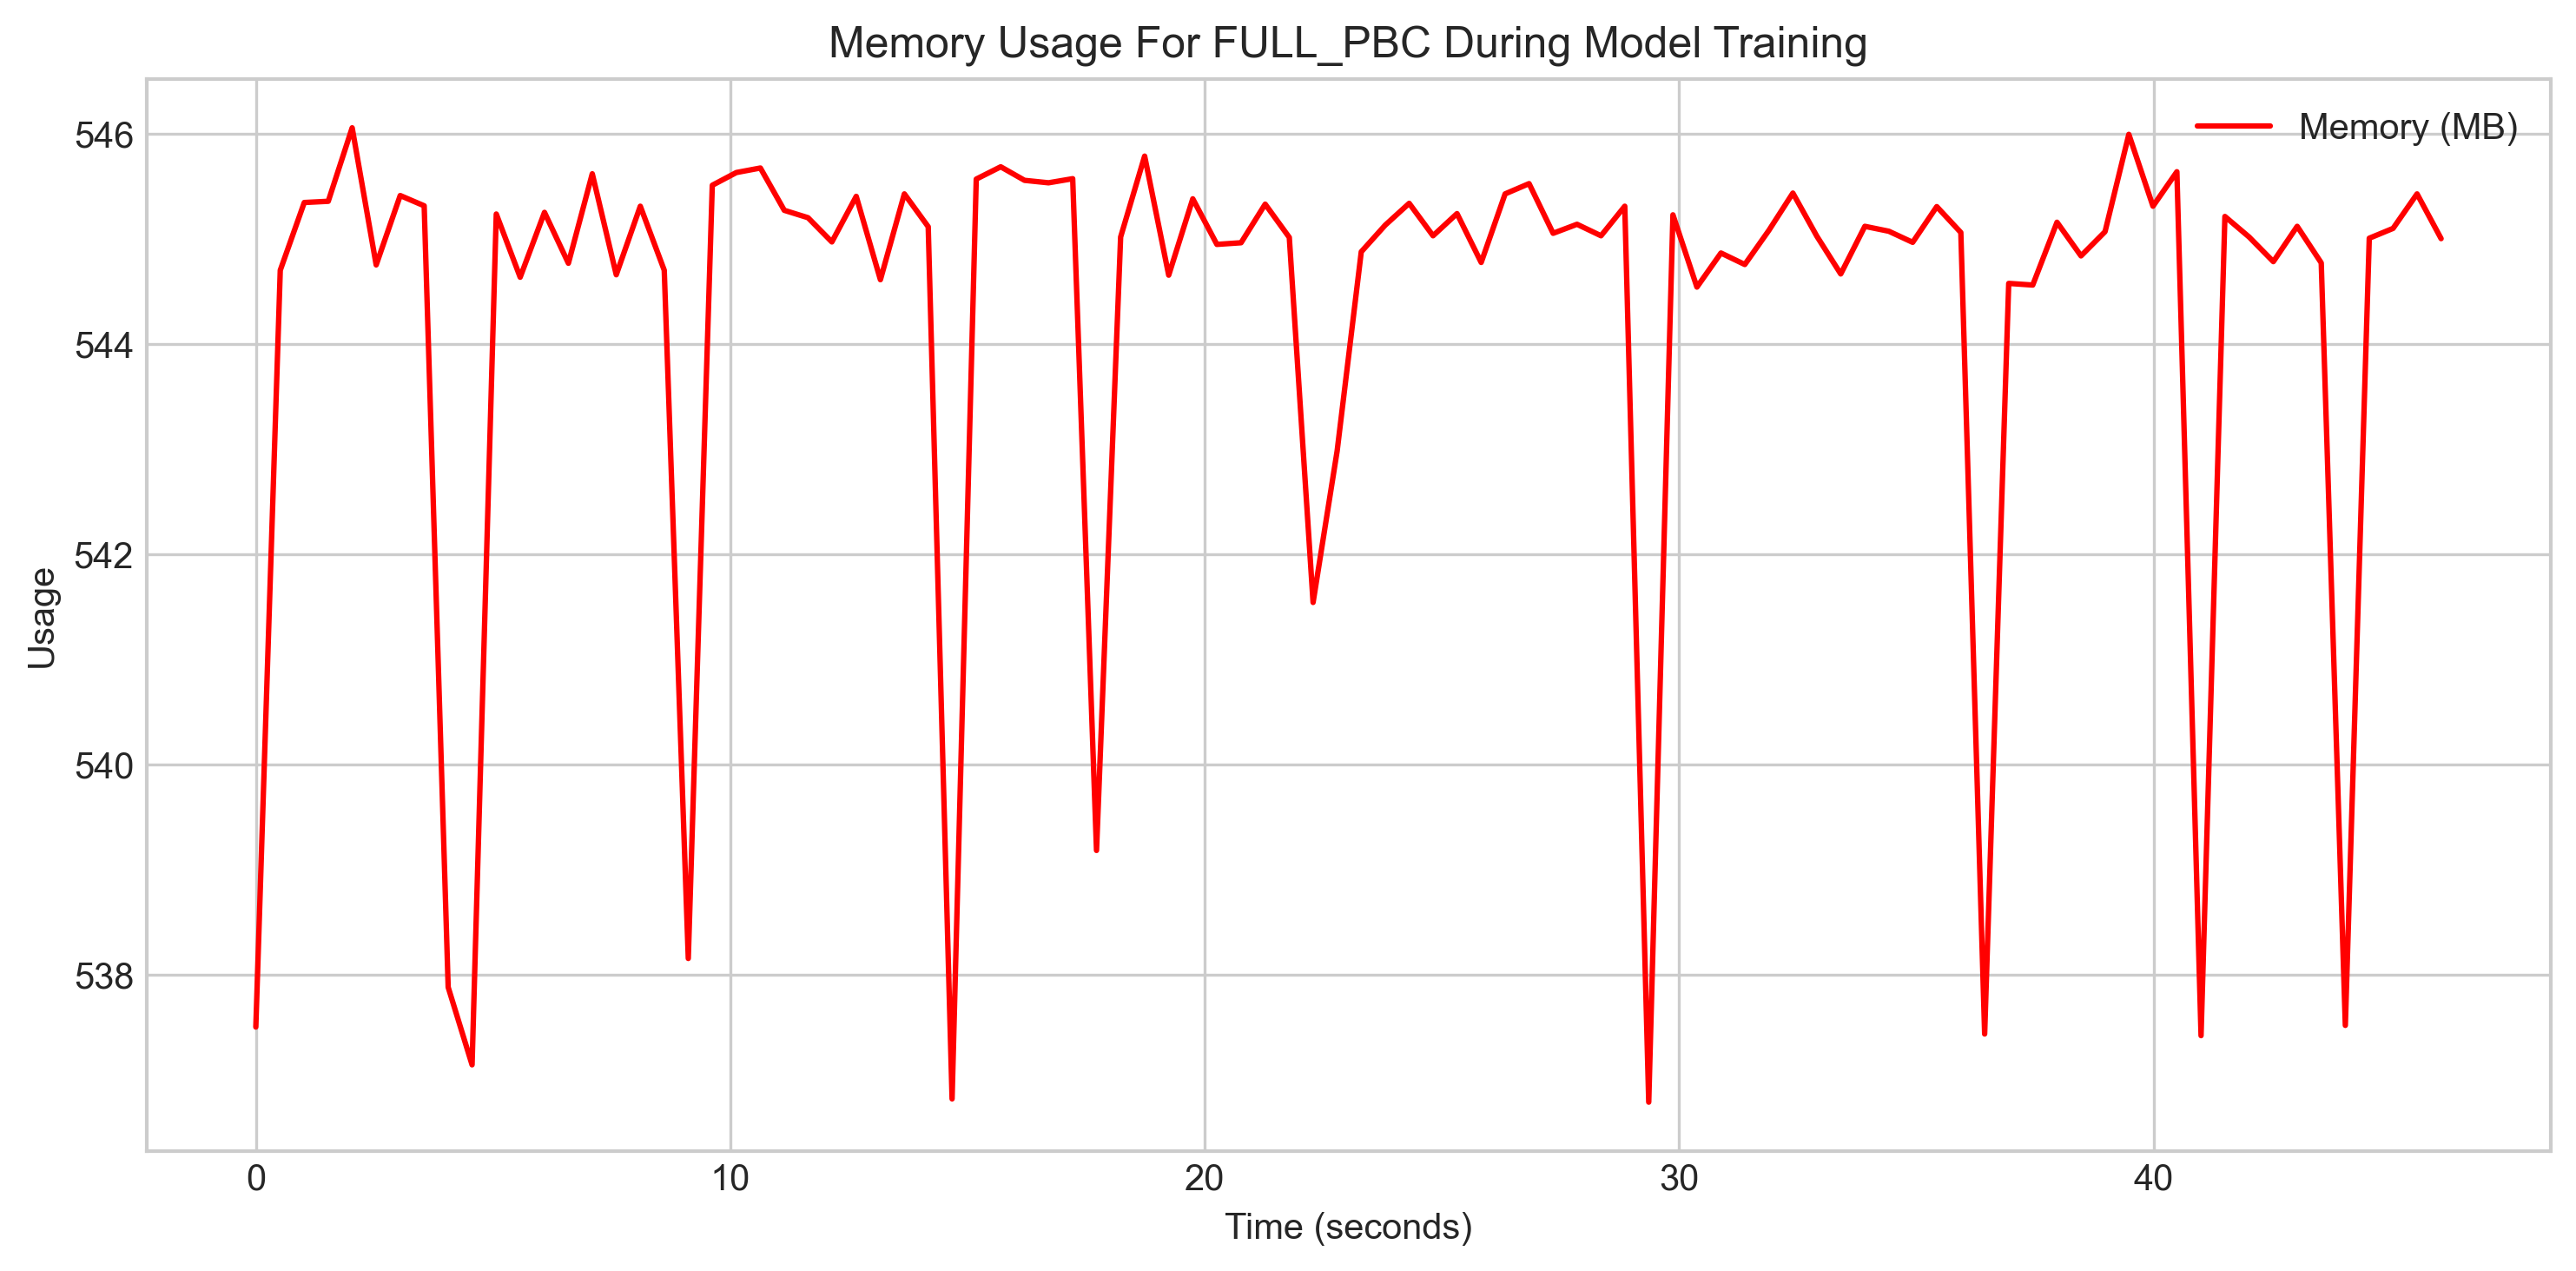 Memory Usage For FULL_PBC During Model Training
Memory (MB)
546
544
542
540
538
Usage
0 10 20 30 40
Time (seconds)